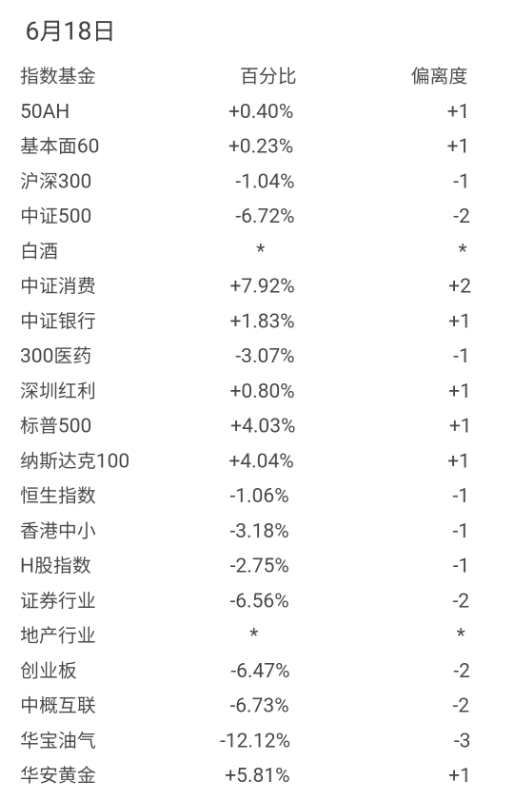 6月18日
指数基金 百分比 偏离度
50AH +0.40% +1
基本面60 +0.23% +1
沪深300 -1.04% -1
中证500 -6.72% -2
白酒 * *
中证消费 +7.92% +2
中证银行 +1.83% +1
300医药 -3.07% -1
深圳红利 +0.80% +1
标普500 +4.03% +1
纳斯达克100 +4.04% +1
恒生指数 -1.06% -1
香港中小 -3.18% -1
H股指数 -2.75% -1
证券行业 -6.56% -2
地产行业 * *
创业板 -6.47% -2
中概互联 -6.73% -2
华宝油气 -12.12% -3
华安黄金 +5.81% +1